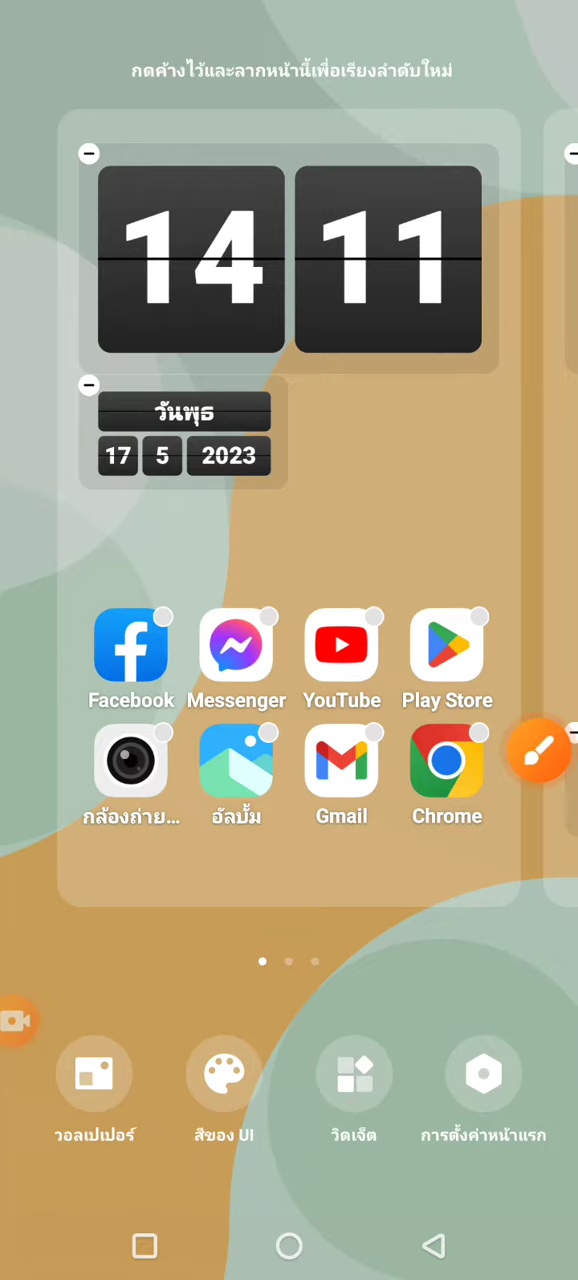 กดค้างไว้และลากหน้านี้เพื่อเรียงลำดับใหม่
14 11
วันพุธ
17 5 2023
Facebook Messenger YouTube Play Store
กล้องถ่าย... อัลบั้ม Gmail Chrome
วอลเปเปอร์ สีของ UI วิดเจ็ต การตั้งค่าหน้าแรก